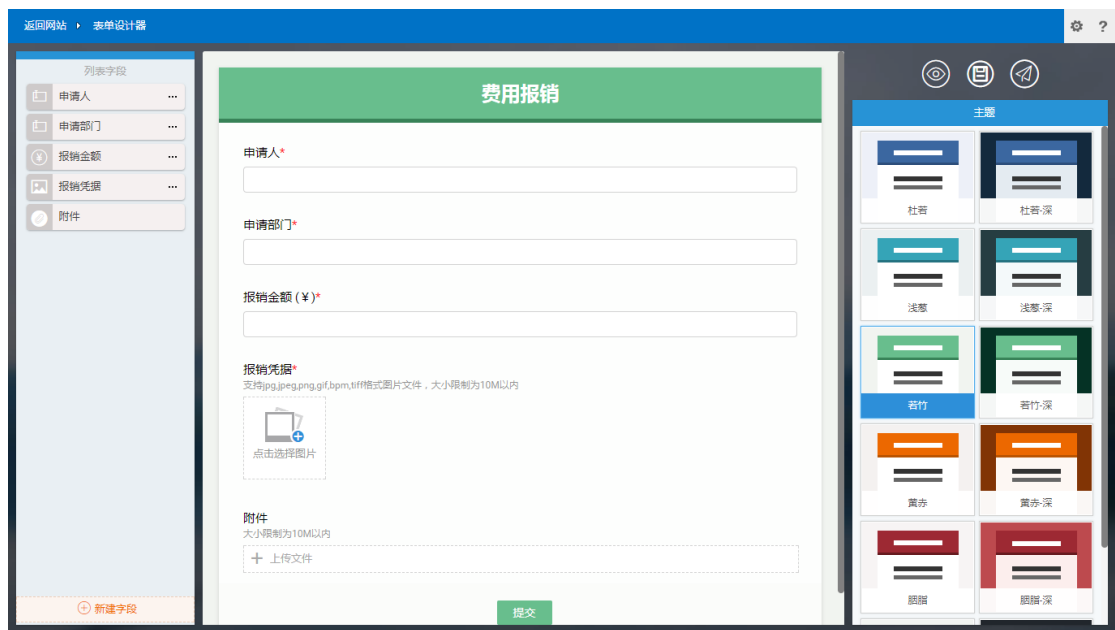 返回网站 表单设计器
?
列表字段
申请人 ...
申请部门 ...
报销金额 ...
报销凭据 ...
附件
新建字段
费用报销
申请人*
申请部门*
报销金额 (¥)*
报销凭据*
支持jpg,jpeg,png,gif,bpm,tiff格式图片文件，大小限制为10M以内
点击选择图片
附件
大小限制为10M以内
+ 上传文件
提交
主题
杜若 杜若-深
浅葱 浅葱-深
若竹 若竹-深
黄赤 黄赤-深
胭脂 胭脂-深